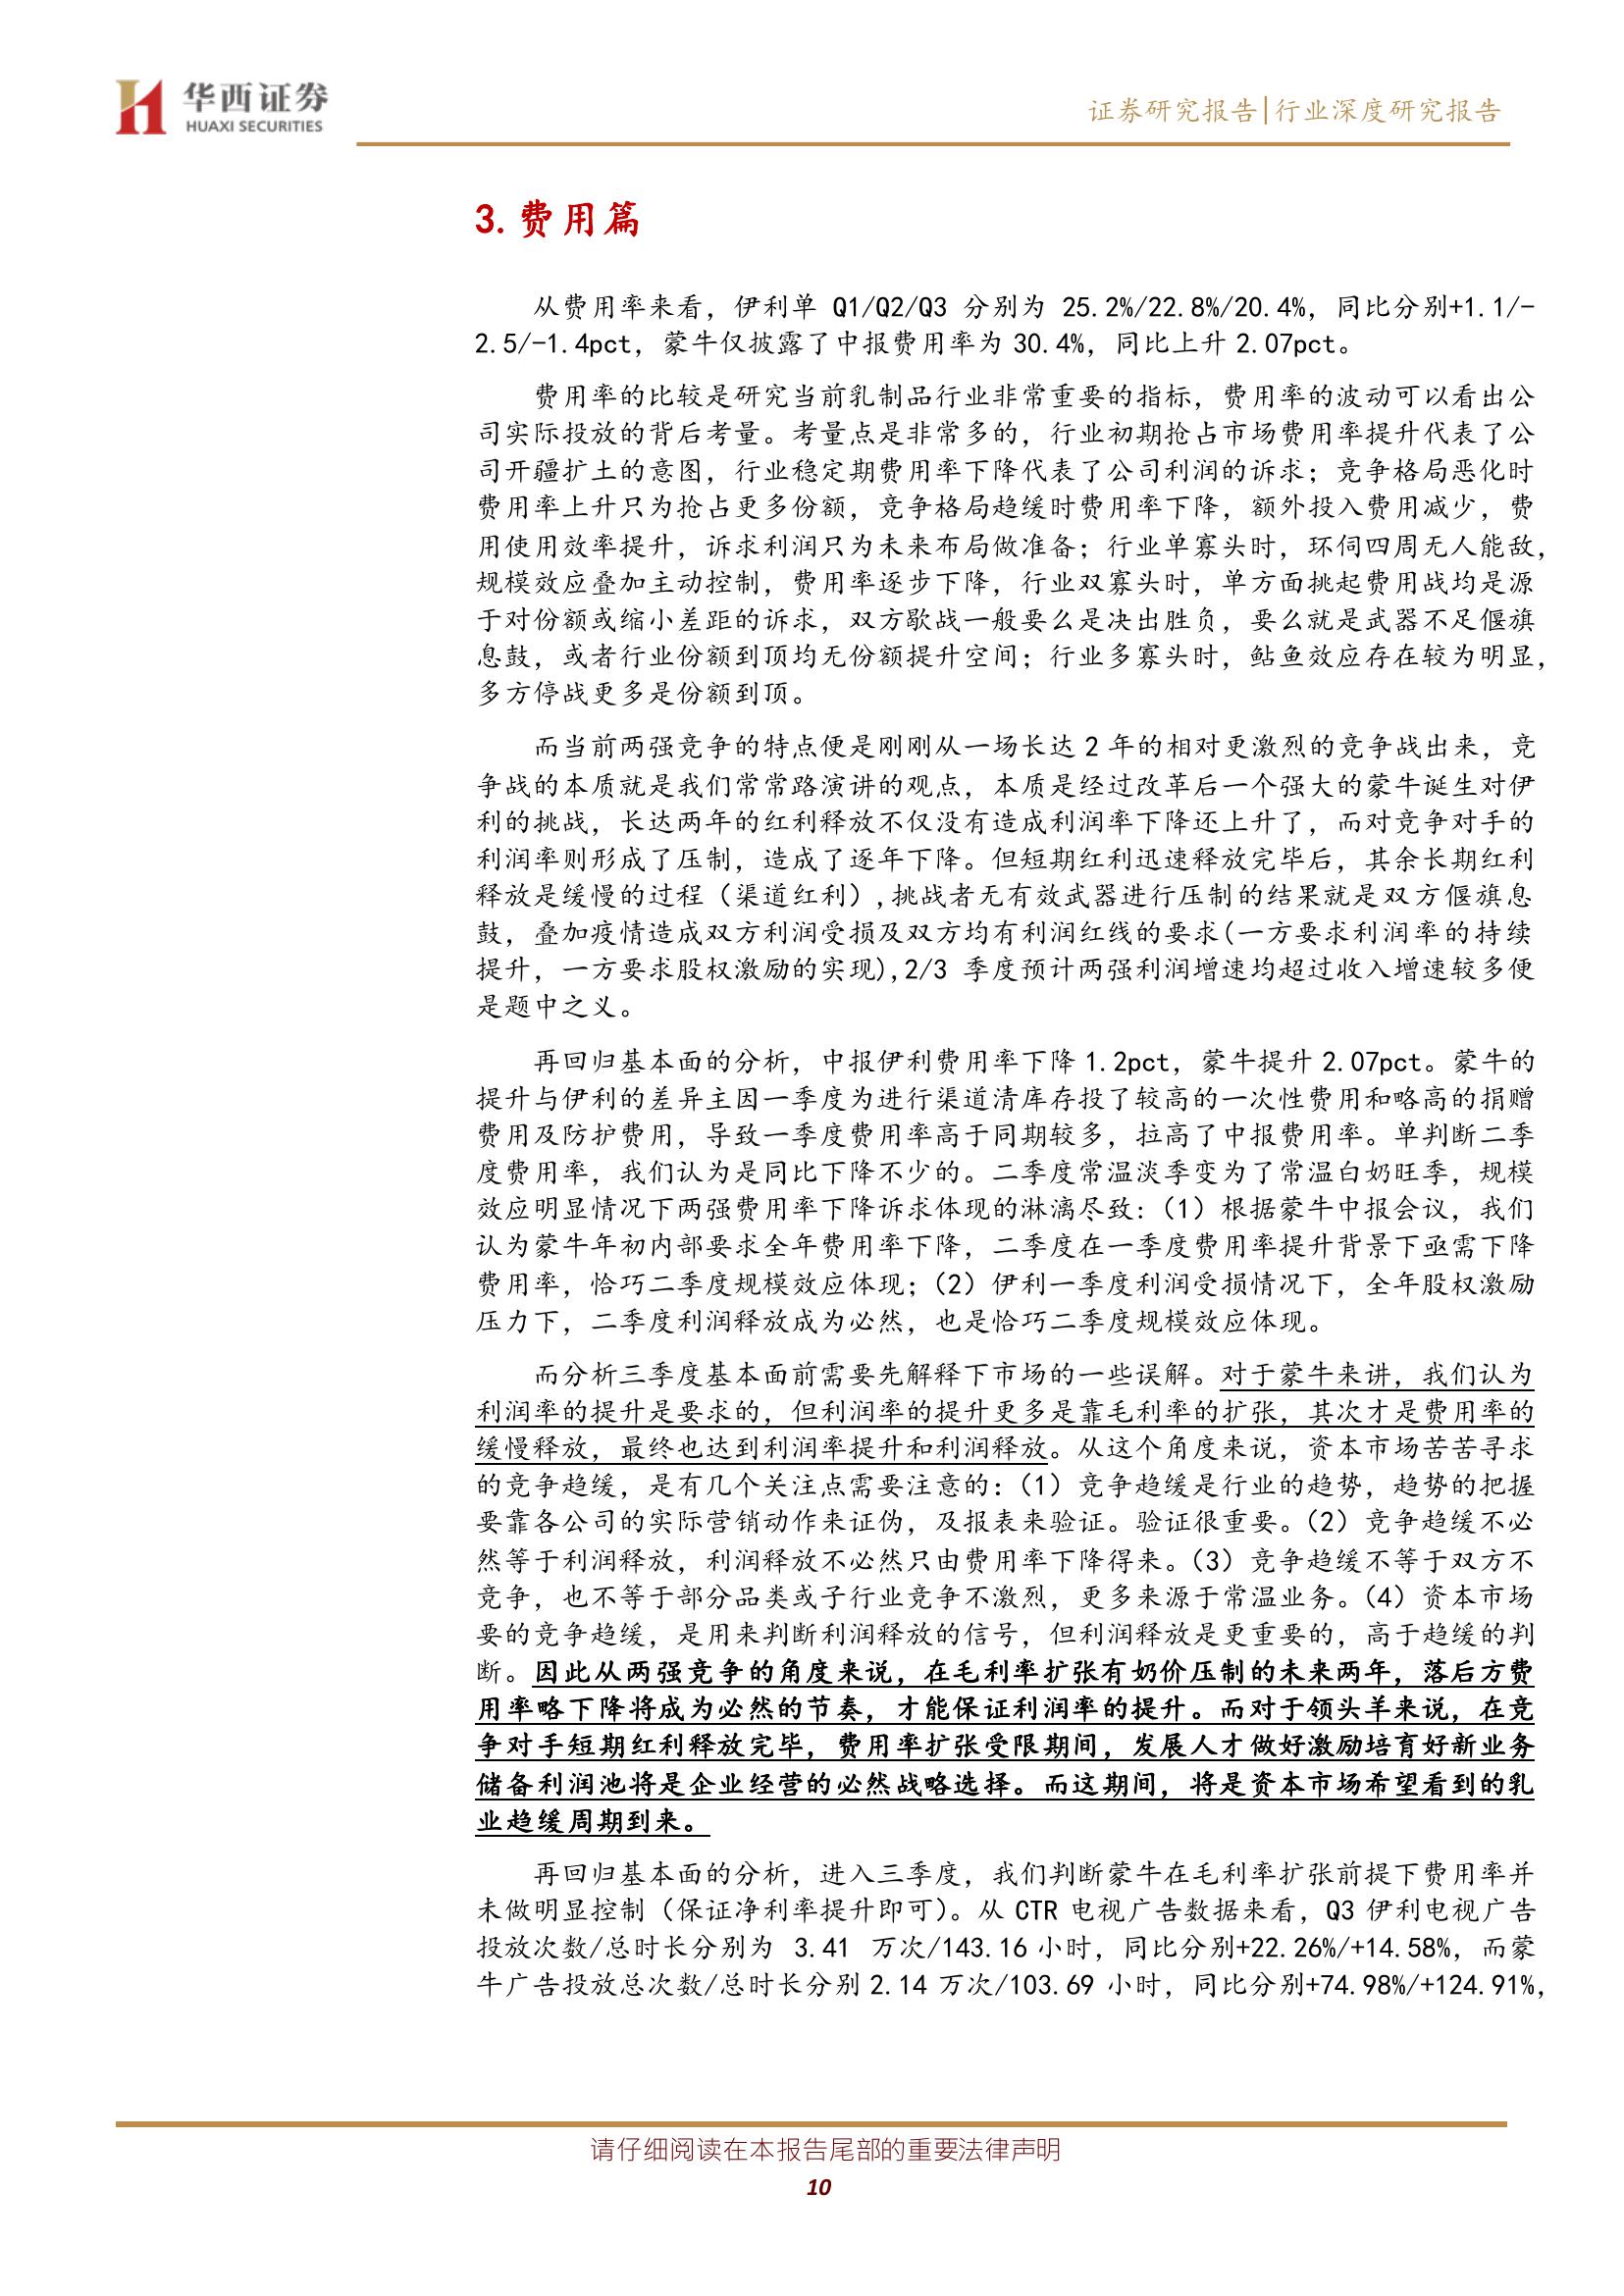 华西证券
HUAXI SECURITIES
证券研究报告|行业深度研究报告
3.费用篇
从费用率来看，伊利单 Q1/Q2/Q3 分别为 25.2%/22.8%/20.4%，同比分别+1.1/-
2.5/-1.4pct，蒙牛仅披露了中报费用率为 30.4%，同比上升 2.07pct。
费用率的比较是研究当前乳制品行业非常重要的指标，费用率的波动可以看出公
司实际投放的背后考量。考量点是非常多的，行业初期抢占市场费用率提升代表了公
司开疆扩土的意图，行业稳定期费用率下降代表了公司利润的诉求；竞争格局恶化时
费用率上升只为抢占更多份额，竞争格局趋缓时费用率下降，额外投入费用减少，费
用使用效率提升，诉求利润只为未来布局做准备；行业单寡头时，环伺四周无人能敌，
规模效应叠加主动控制，费用率逐步下降，行业双寡头时，单方面挑起费用战均是源
于对份额或缩小差距的诉求，双方歇战一般要么是决出胜负，要么就是武器不足偃旗
息鼓，或者行业份额到顶均无份额提升空间；行业多寡头时，鲇鱼效应存在较为明显，
多方停战更多是份额到顶。
而当前两强竞争的特点便是刚刚从一场长达 2 年的相对更激烈的竞争战出来，竞
争战的本质就是我们常常路演讲的观点，本质是经过改革后一个强大的蒙牛诞生对伊
利的挑战，长达两年的红利释放不仅没有造成利润率下降还上升了，而对竞争对手的
利润率则形成了压制，造成了逐年下降。但短期红利迅速释放完毕后，其余长期红利
释放是缓慢的过程（渠道红利）,挑战者无有效武器进行压制的结果就是双方偃旗息
鼓，叠加疫情造成双方利润受损及双方均有利润红线的要求(一方要求利润率的持续
提升，一方要求股权激励的实现),2/3 季度预计两强利润增速均超过收入增速较多便
是题中之义。
再回归基本面的分析，中报伊利费用率下降 1.2pct，蒙牛提升 2.07pct。蒙牛的
提升与伊利的差异主因一季度为进行渠道清库存投了较高的一次性费用和略高的捐赠
费用及防护费用，导致一季度费用率高于同期较多，拉高了中报费用率。单判断二季
度费用率，我们认为是同比下降不少的。二季度常温淡季变为了常温白奶旺季，规模
效应明显情况下两强费用率下降诉求体现的淋漓尽致：（1）根据蒙牛中报会议，我们
认为蒙牛年初内部要求全年费用率下降，二季度在一季度费用率提升背景下亟需下降
费用率，恰巧二季度规模效应体现；（2）伊利一季度利润受损情况下，全年股权激励
压力下，二季度利润释放成为必然，也是恰巧二季度规模效应体现。
而分析三季度基本面前需要先解释下市场的一些误解。对于蒙牛来讲，我们认为
利润率的提升是要求的，但利润率的提升更多是靠毛利率的扩张，其次才是费用率的
缓慢释放，最终也达到利润率提升和利润释放。从这个角度来说，资本市场苦苦寻求
的竞争趋缓，是有几个关注点需要注意的：（1）竞争趋缓是行业的趋势，趋势的把握
要靠各公司的实际营销动作来证伪，及报表来验证。验证很重要。（2）竞争趋缓不必
然等于利润释放，利润释放不必然只由费用率下降得来。（3）竞争趋缓不等于双方不
竞争，也不等于部分品类或子行业竞争不激烈，更多来源于常温业务。（4）资本市场
要的竞争趋缓，是用来判断利润释放的信号，但利润释放是更重要的，高于趋缓的判
断。因此从两强竞争的角度来说，在毛利率扩张有奶价压制的未来两年，落后方费
用率略下降将成为必然的节奏，才能保证利润率的提升。而对于领头羊来说，在竞
争对手短期红利释放完毕，费用率扩张受限期间，发展人才做好激励培育好新业务
储备利润池将是企业经营的必然战略选择。而这期间，将是资本市场希望看到的乳
业趋缓周期到来。
再回归基本面的分析，进入三季度，我们判断蒙牛在毛利率扩张前提下费用率并
未做明显控制（保证净利率提升即可）。从 CTR 电视广告数据来看，Q3 伊利电视广告
投放次数/总时长分别为 3.41 万次/143.16 小时，同比分别+22.26%/+14.58%，而蒙
牛广告投放总次数/总时长分别 2.14 万次/103.69 小时，同比分别+74.98%/+124.91%，
请仔细阅读在本报告尾部的重要法律声明
10